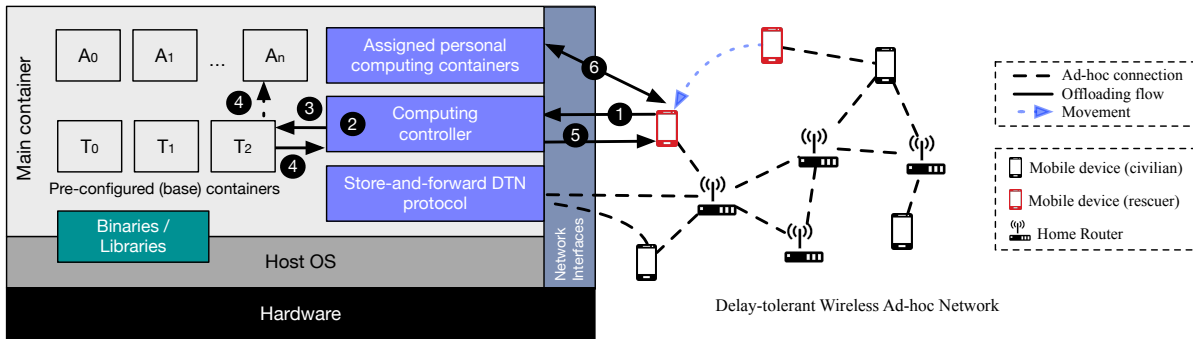 Main container
A0
A1
...
An
4
3
2
T0
T1
T2
4
Pre-configured (base) containers
Binaries /
Libraries
Assigned personal
computing containers
Computing
controller
Store-and-forward DTN
protocol
Host OS
Hardware
Network
Interfaces
6
1
5
Delay-tolerant Wireless Ad-hoc Network
Ad-hoc connection
Offloading flow
Movement
Mobile device (civilian)
Mobile device (rescuer)
Home Router